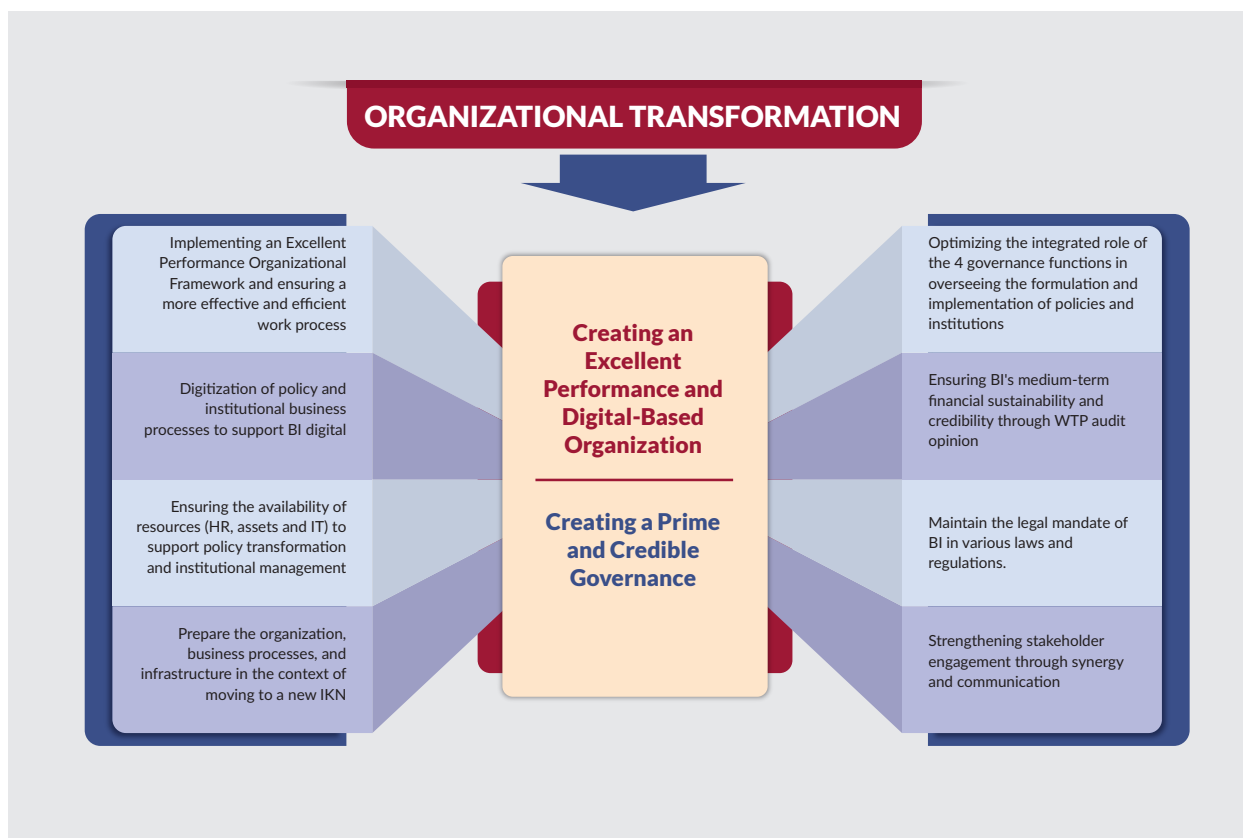 ORGANIZATIONAL TRANSFORMATION
Implementing an Excellent
Performance Organizational
Framework and ensuring a
more effective and efficient
work process
Digitization of policy and
institutional business
processes to support BI digital
Ensuring the availability of
resources (HR, assets and IT) to
support policy transformation
and institutional management
Prepare the organization,
business processes, and
infrastructure in the context of
moving to a new IKN
Creating an
Excellent
Performance and
Digital-Based
Organization
Creating a Prime
and Credible
Governance
Optimizing the integrated role of
the 4 governance functions in
overseeing the formulation and
implementation of policies and
institutions
Ensuring BI's medium-term
financial sustainability and
credibility through WTP audit
opinion
Maintain the legal mandate of
BI in various laws and
regulations.
Strengthening stakeholder
engagement through synergy
and communication